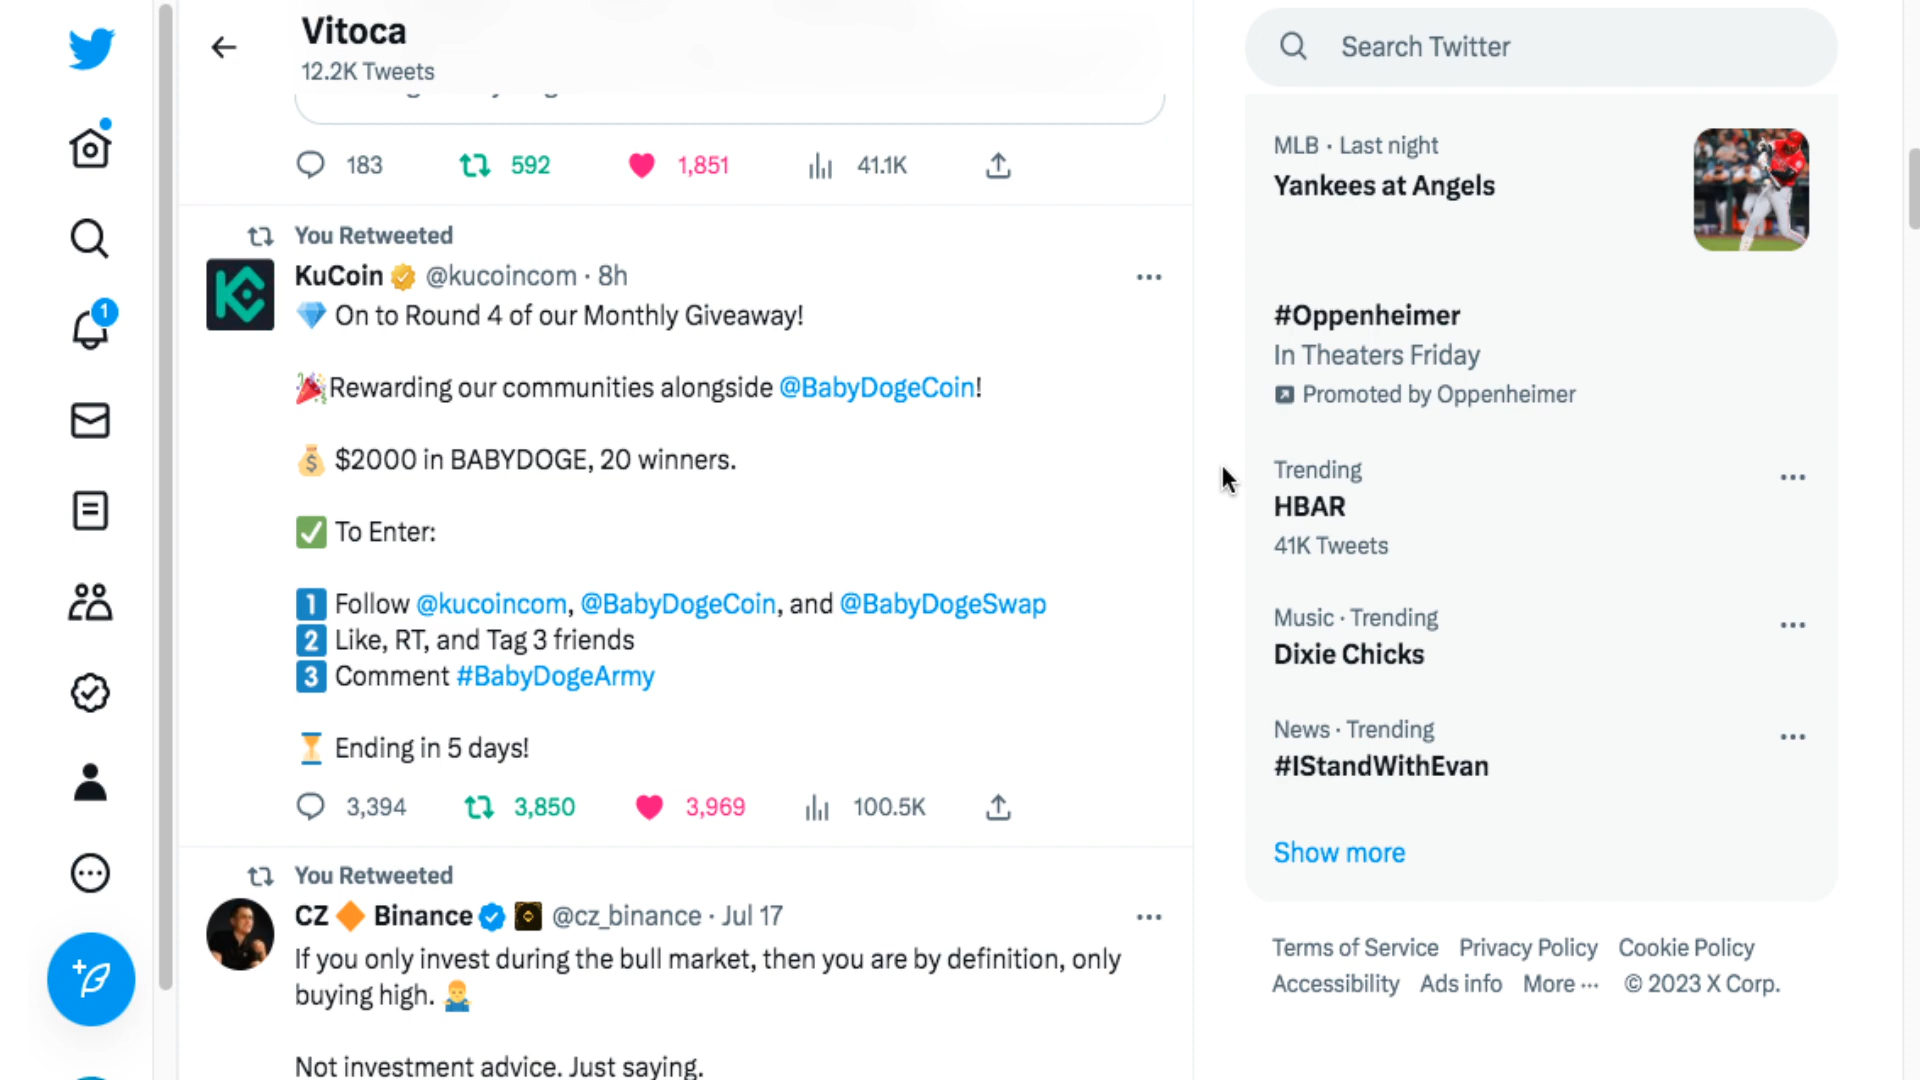 Vitoca
12.2K Tweets
183 592 1,851 41.1K
You Retweeted
KuCoin @kucoincom · 8h
💎 On to Round 4 of our Monthly Giveaway!
🎉Rewarding our communities alongside @BabyDogeCoin!
💰 $2000 in BABYDOGE, 20 winners.
✅ To Enter:
1️⃣ Follow @kucoincom, @BabyDogeCoin, and @BabyDogeSwap
2️⃣ Like, RT, and Tag 3 friends
3️⃣ Comment #BabyDogeArmy
⏳ Ending in 5 days!
3,394 3,850 3,969 100.5K
You Retweeted
CZ 🔶 Binance @cz_binance · Jul 17
If you only invest during the bull market, then you are by definition, only
buying high. 🤷‍♂️
Not investment advice. Just saying.
1
Search Twitter
MLB · Last night
Yankees at Angels
#Oppenheimer
In Theaters Friday
Promoted by Oppenheimer
Trending
HBAR
41K Tweets
Music · Trending
Dixie Chicks
News · Trending
#IStandWithEvan
Show more
Terms of Service Privacy Policy Cookie Policy
Accessibility Ads info More ··· © 2023 X Corp.